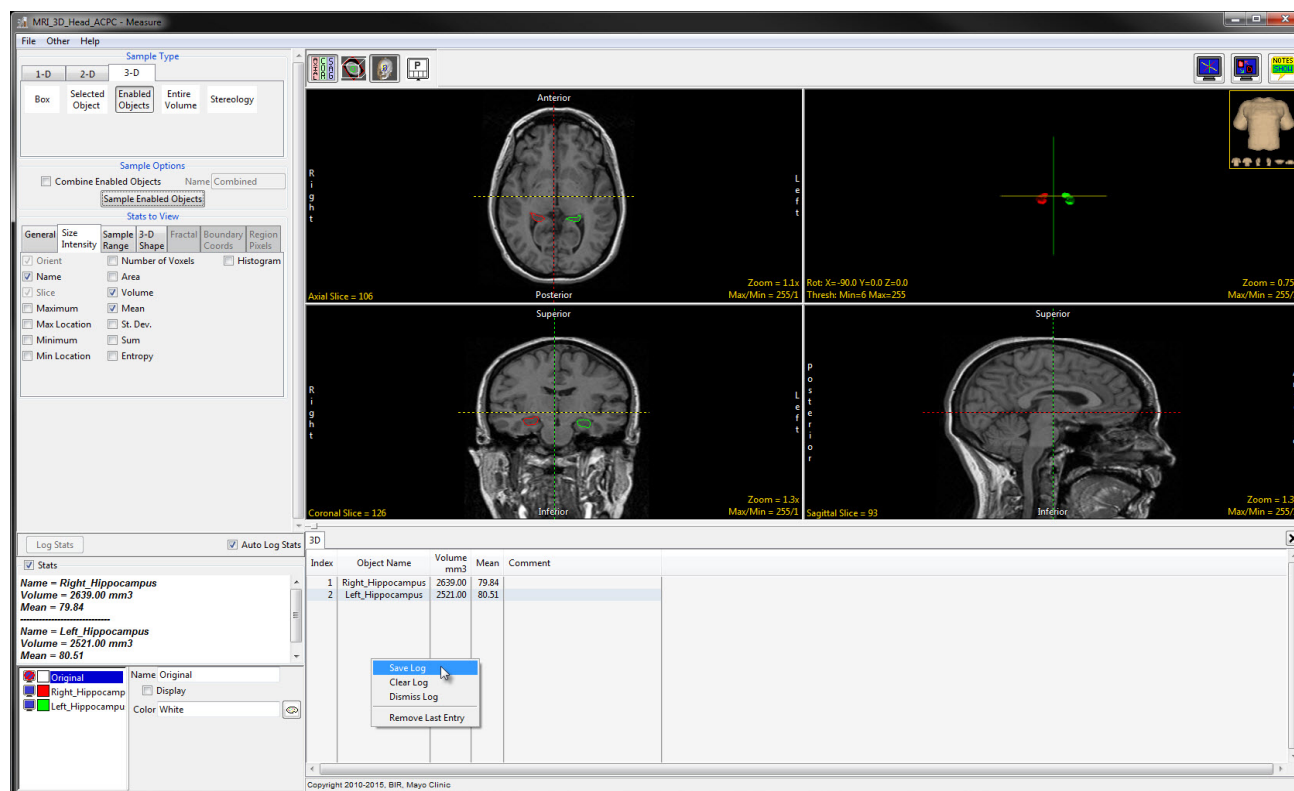 MRI_3D_Head_ACPC - Measure
File Other Help
Sample Type
1-D 2-D 3-D
Box Selected Object Enabled Objects Entire Volume Stereology
Sample Options
Combine Enabled Objects Name Combined
Sample Enabled Objects
Stats to View
General Size Intensity Sample Range 3-D Shape Fractal Boundary Coords Region Pixels
Orient Number of Voxels Histogram
Name Area
Slice Volume
Maximum Mean
Max Location St. Dev.
Minimum Sum
Min Location Entropy
Log Stats Auto Log Stats
Stats
Name = Right_Hippocampus
Volume = 2639.00 mm3
Mean = 79.84
Name = Left_Hippocampus
Volume = 2521.00 mm3
Mean = 80.51
Original
Right_Hippocamp
Left_Hippocampu
Name Original
Display
Color White
P
NOTES
Anterior
Right
Left
Zoom = 1.1x
Axial Slice = 106
Posterior
Max/Min = 255/1
Rot: X=-90.0 Y=0.0 Z=0.0
Zoom = 0.75
Thresh: Min=6 Max=255
Max/Min = 255/
Superior
Right
Left
Zoom = 1.3x
Coronal Slice = 126
Inferior
Max/Min = 255/1
Superior
Posterior
Zoom = 1.3
Sagittal Slice = 93
Inferior
Max/Min = 255/
3D
Index Object Name Volume mm3 Mean Comment
1 Right_Hippocampus 2639.00 79.84
2 Left_Hippocampus 2521.00 80.51
Save Log
Clear Log
Dismiss Log
Remove Last Entry
Copyright 2010-2015, BIR, Mayo Clinic